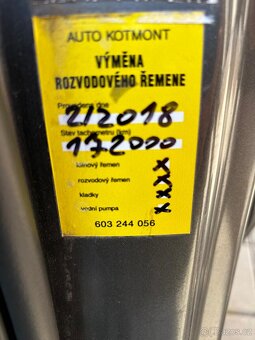 AUTO KOTMONT
VÝMĚNA
ROZVODOVÉHO ŘEMENE
Provedena dne
2/2018
Stav tachometru (km)
172000
klínový řemen X
rozvodový řemen X
kladky X
vodní pumpa X
603 244 056